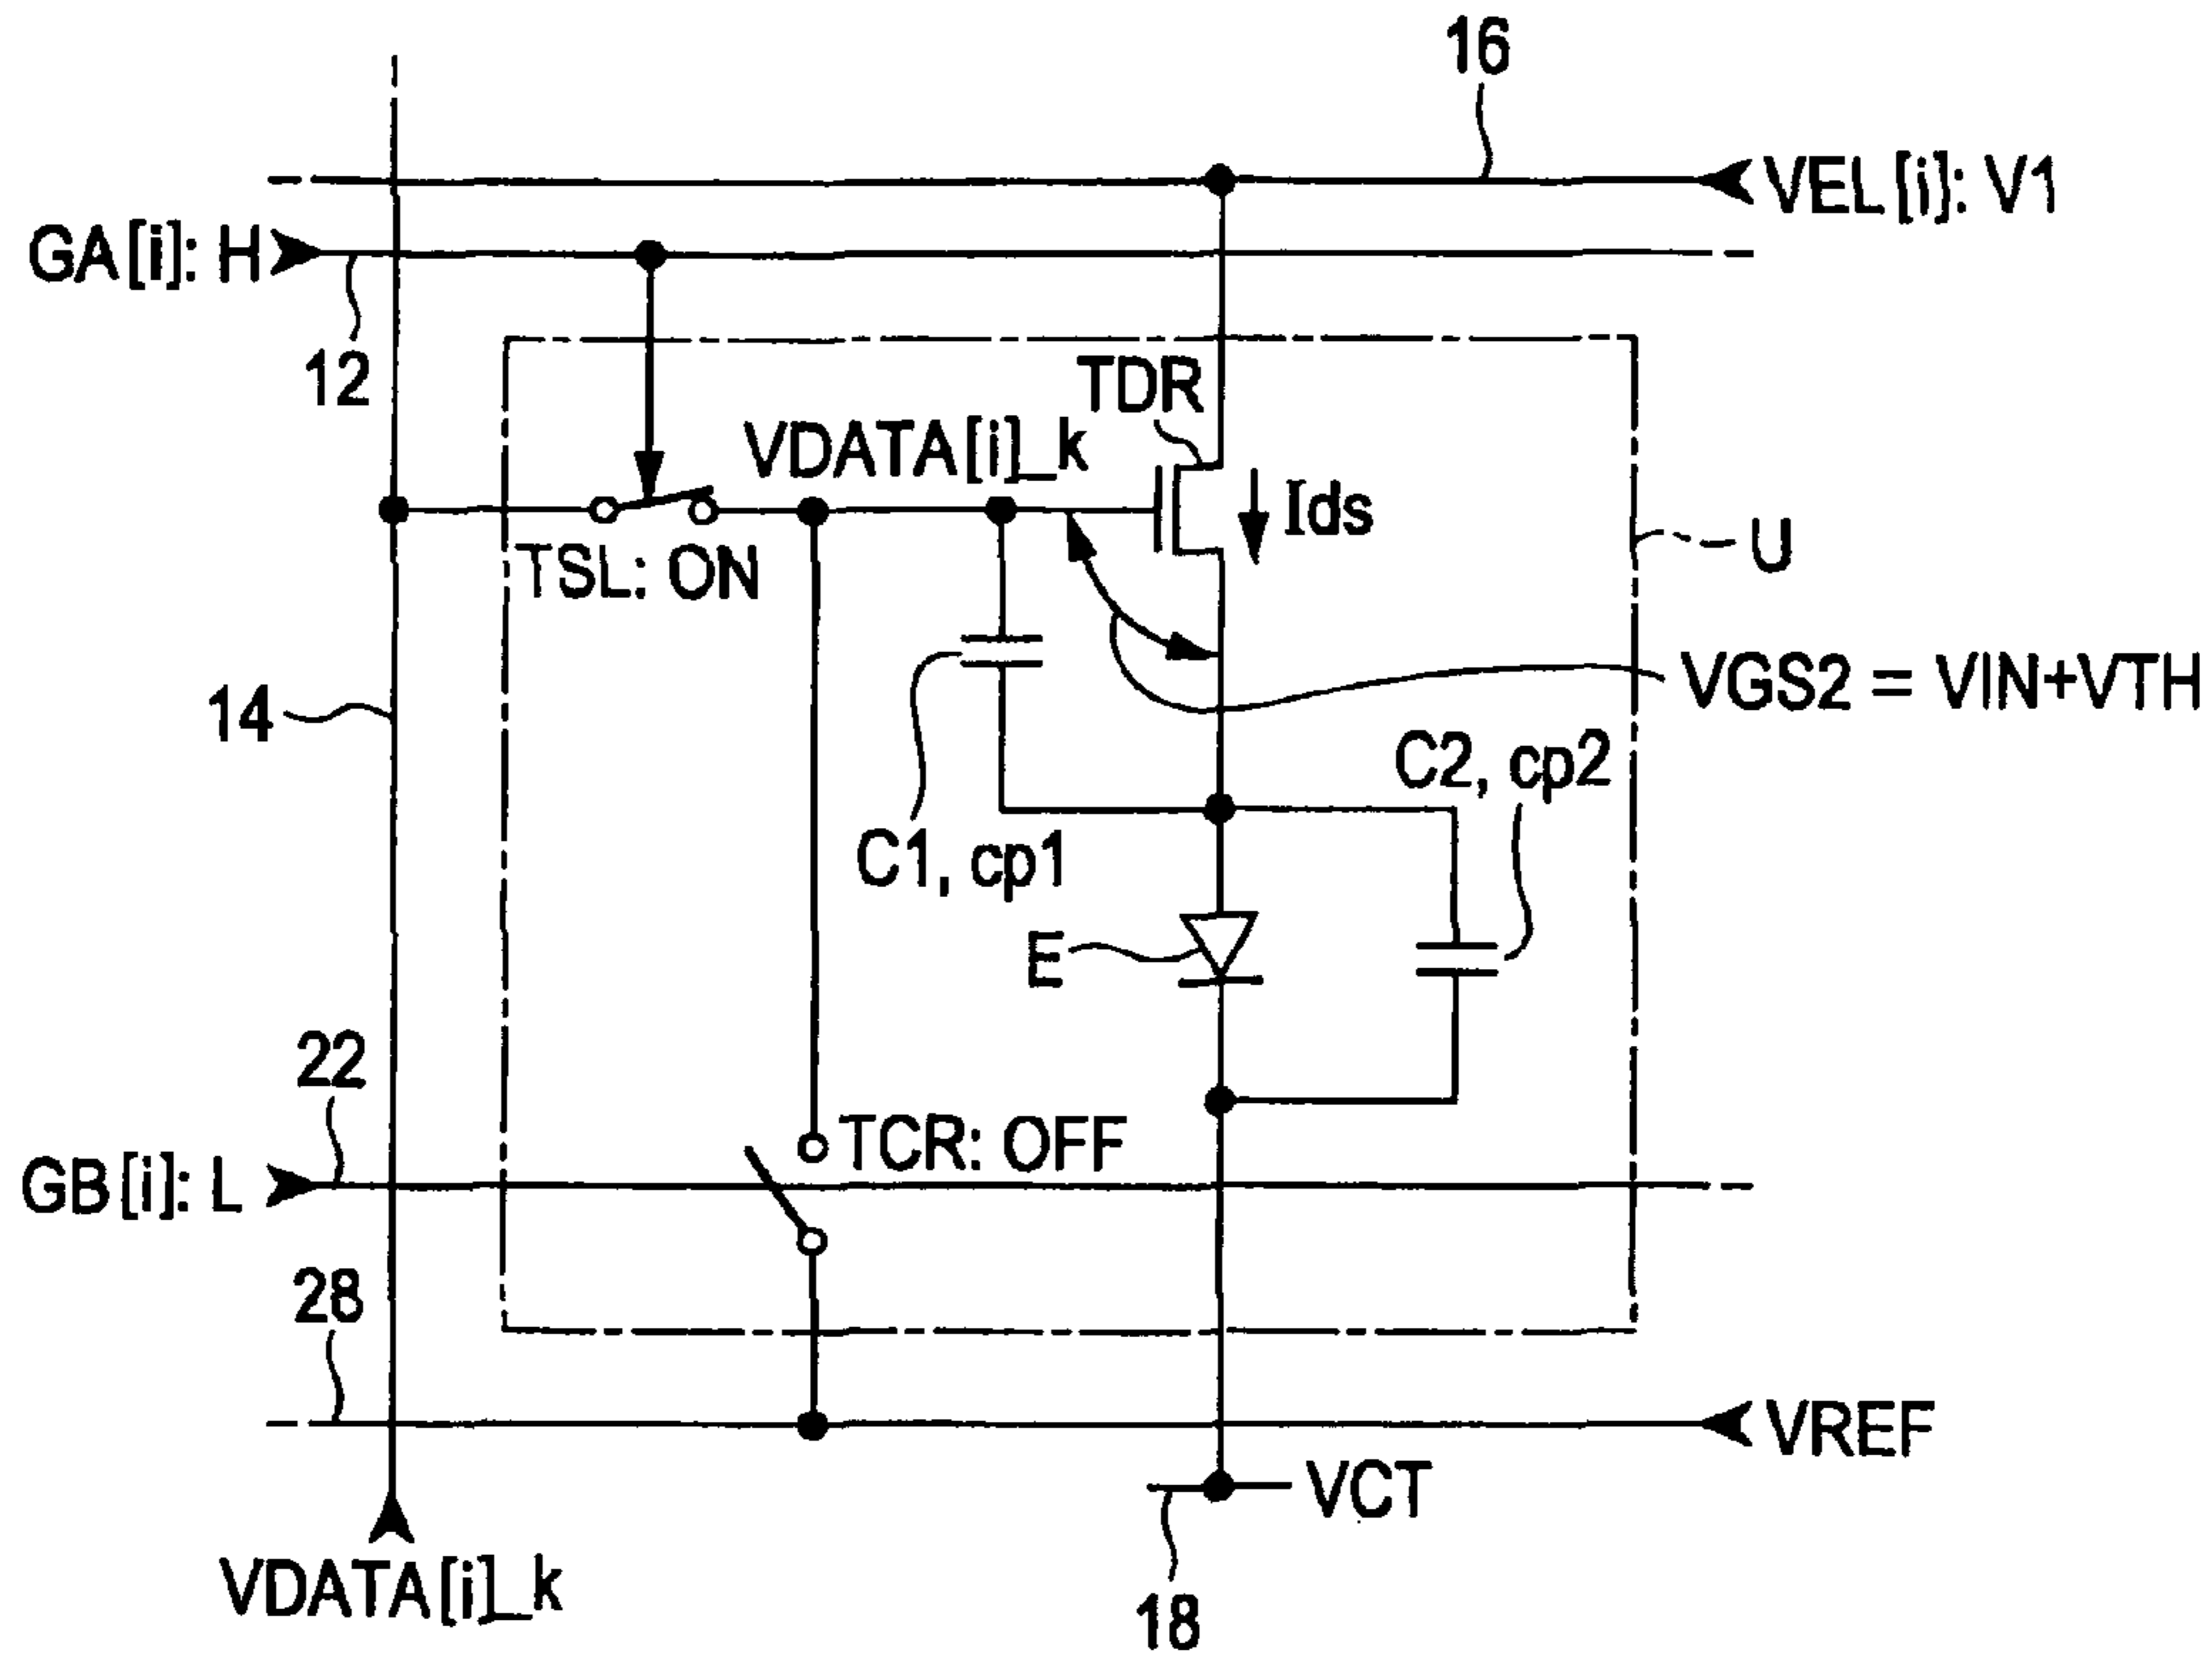 16
VEL[i]: V1
GA[i]: H
12
TDR
VDATA[i]_k
Ids
U
TSL: ON
14
VGS2 = VIN+VTH
C2, cp2
C1, cp1
E
22
TCR: OFF
GB[i]: L
28
VREF
VCT
VDATA[i]_k
18